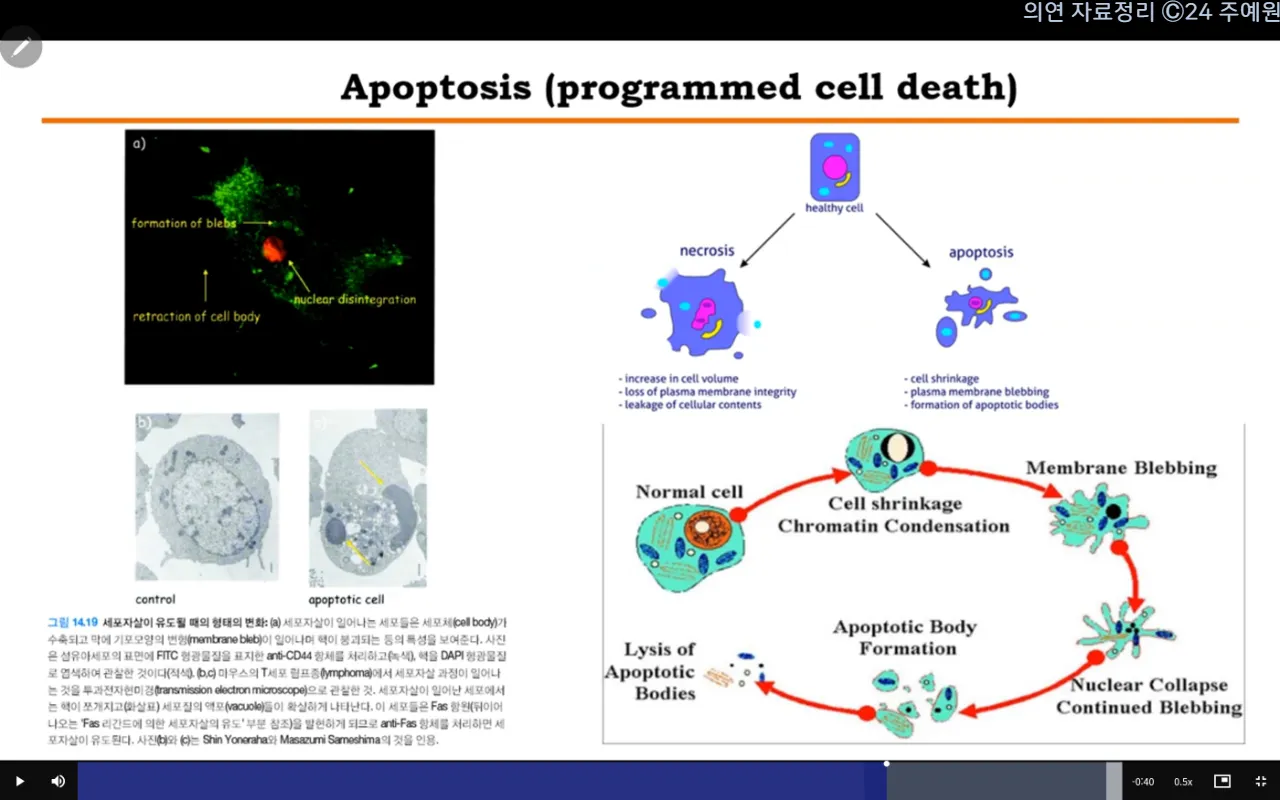 의연 자료정리 ©24 주예원
Apoptosis (programmed cell death)
a)
formation of blebs
nuclear disintegration
retraction of cell body
healthy cell
necrosis
apoptosis
- increase in cell volume
- loss of plasma membrane integrity
- leakage of cellular contents
- cell shrinkage
- plasma membrane blebbing
- formation of apoptotic bodies
b)
control
apoptotic cell
그림 14.19 세포자살이 유도될 때의 형태의 변화: (a) 세포자살이 일어나는 세포들은 세포체(cell body)가
수축되고 막에 기포모양의 변형(membrane bleb)이 일어나며 핵이 붕괴되는 등의 특성을 보여준다. 사진
은 섬유아세포의 표면에 FITC 형광물질을 표지한 anti-CD44 항체를 처리하고(녹색), 핵을 DAPI 형광물질
로 염색하여 관찰한 것이다(적색). (b,c) 마우스의 T세포 림프종(lymphoma)에서 세포자살 과정이 일어나
는 것을 투과전자현미경(transmission electron microscope)으로 관찰한 것. 세포자살이 일어난 세포에서
는 핵이 쪼개지고(화살표) 세포질의 액포(vacuole)들이 확실하게 나타난다. 이 세포들은 Fas 항원(뒤이어
나오는 'Fas 리간드에 의한 세포자살의 유도' 부분 참조)을 발현하게 되므로 anti-Fas 항체를 처리하면 세
포자살이 유도된다. 사진(b)와 (c)는 Shin Yoneraha와 Masazumi Sameshima의 것을 인용.
Normal cell
Cell shrinkage
Chromatin Condensation
Membrane Blebbing
Nuclear Collapse
Continued Blebbing
Apoptotic Body
Formation
Lysis of
Apoptotic
Bodies
-0:40
0.5x